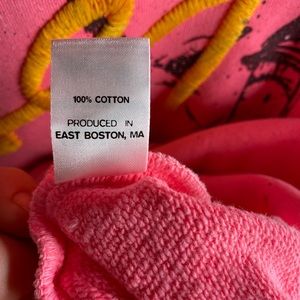 100% COTTON
PRODUCED IN
EAST BOSTON, MA